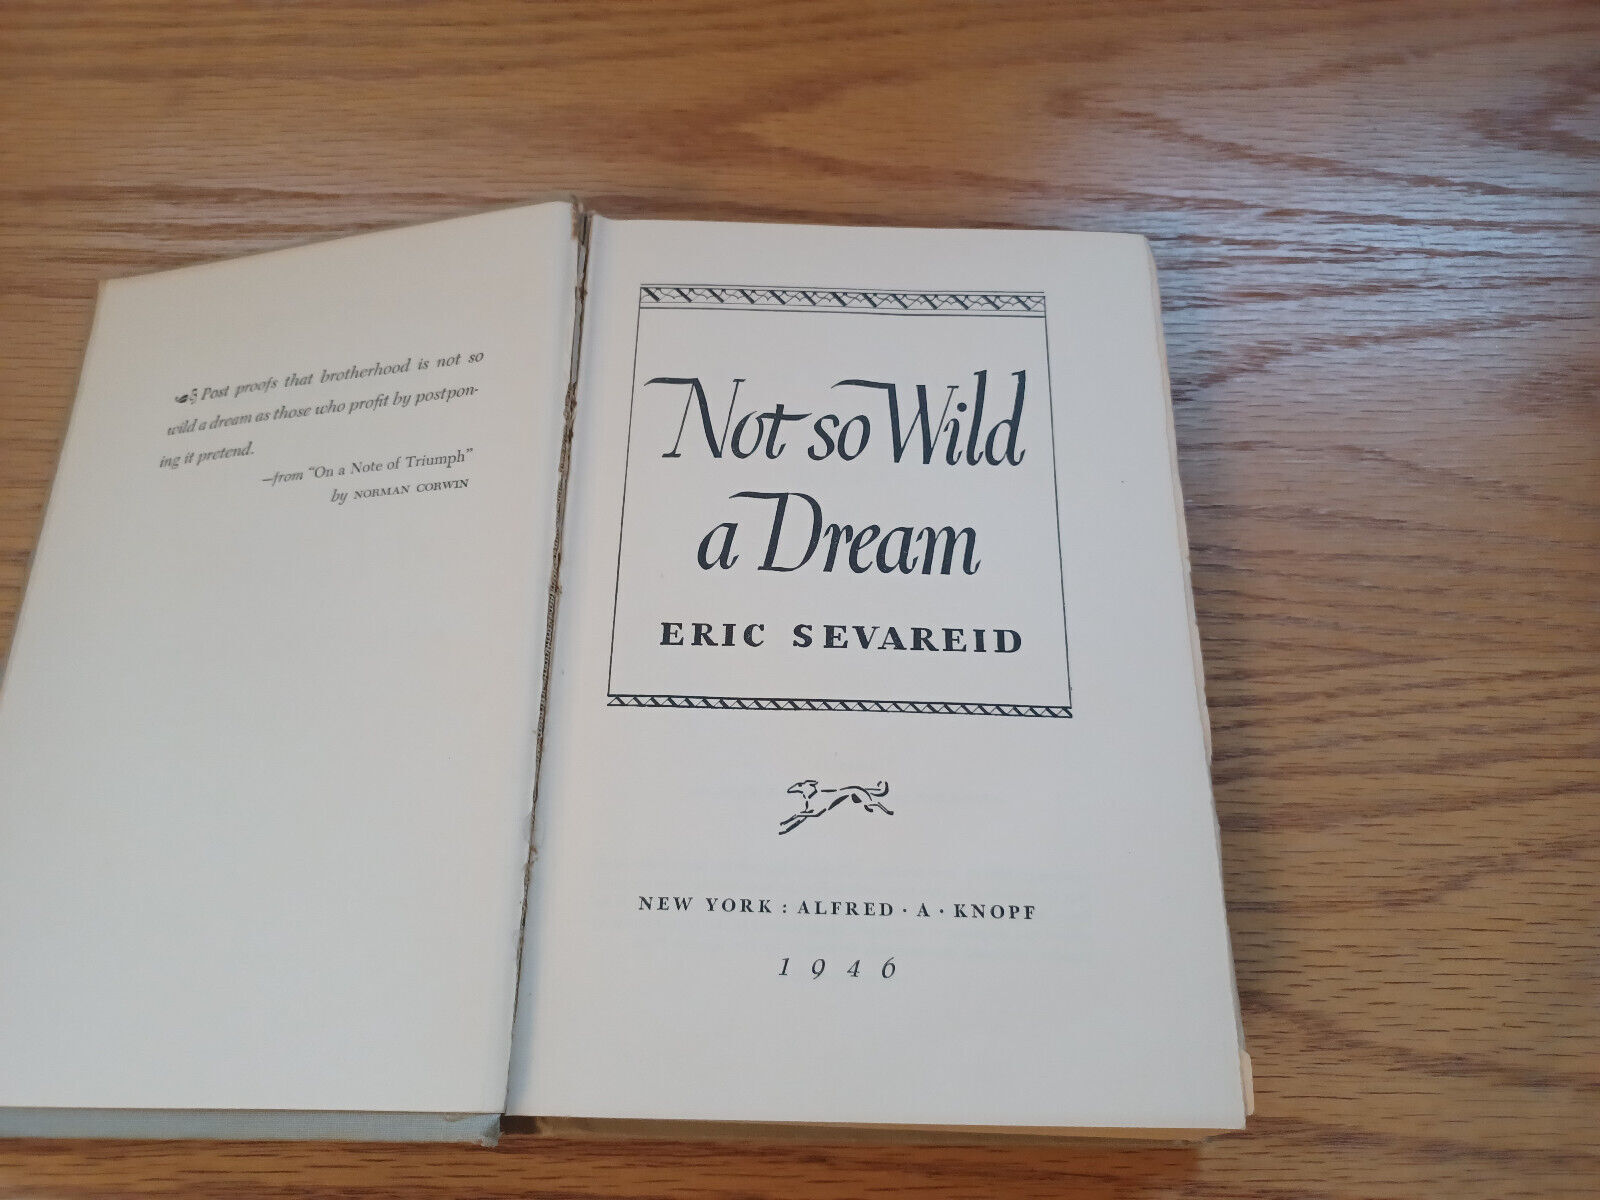 Post proofs that brotherhood is not so
wild a dream as those who profit by postpon-
ing it pretend.
—from "On a Note of Triumph"
by NORMAN CORWIN
Not so Wild
a Dream
ERIC SEVAREID
NEW YORK : ALFRED · A · KNOPF
1946